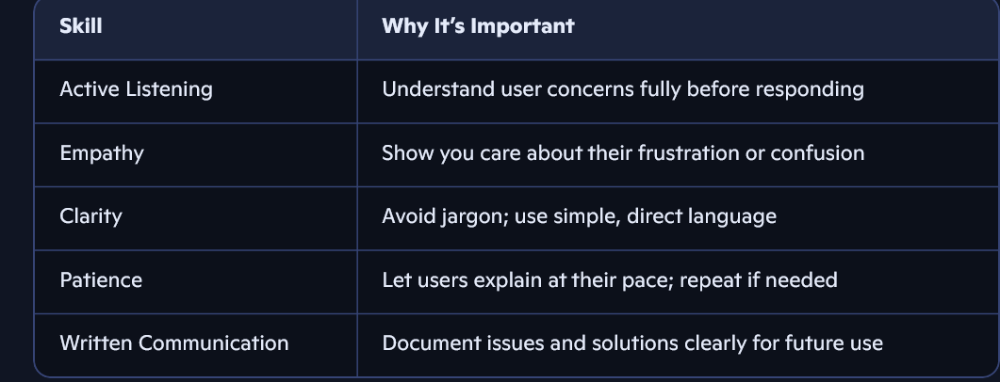 Skill
Why It’s Important
Active Listening
Understand user concerns fully before responding
Empathy
Show you care about their frustration or confusion
Clarity
Avoid jargon; use simple, direct language
Patience
Let users explain at their pace; repeat if needed
Written Communication
Document issues and solutions clearly for future use